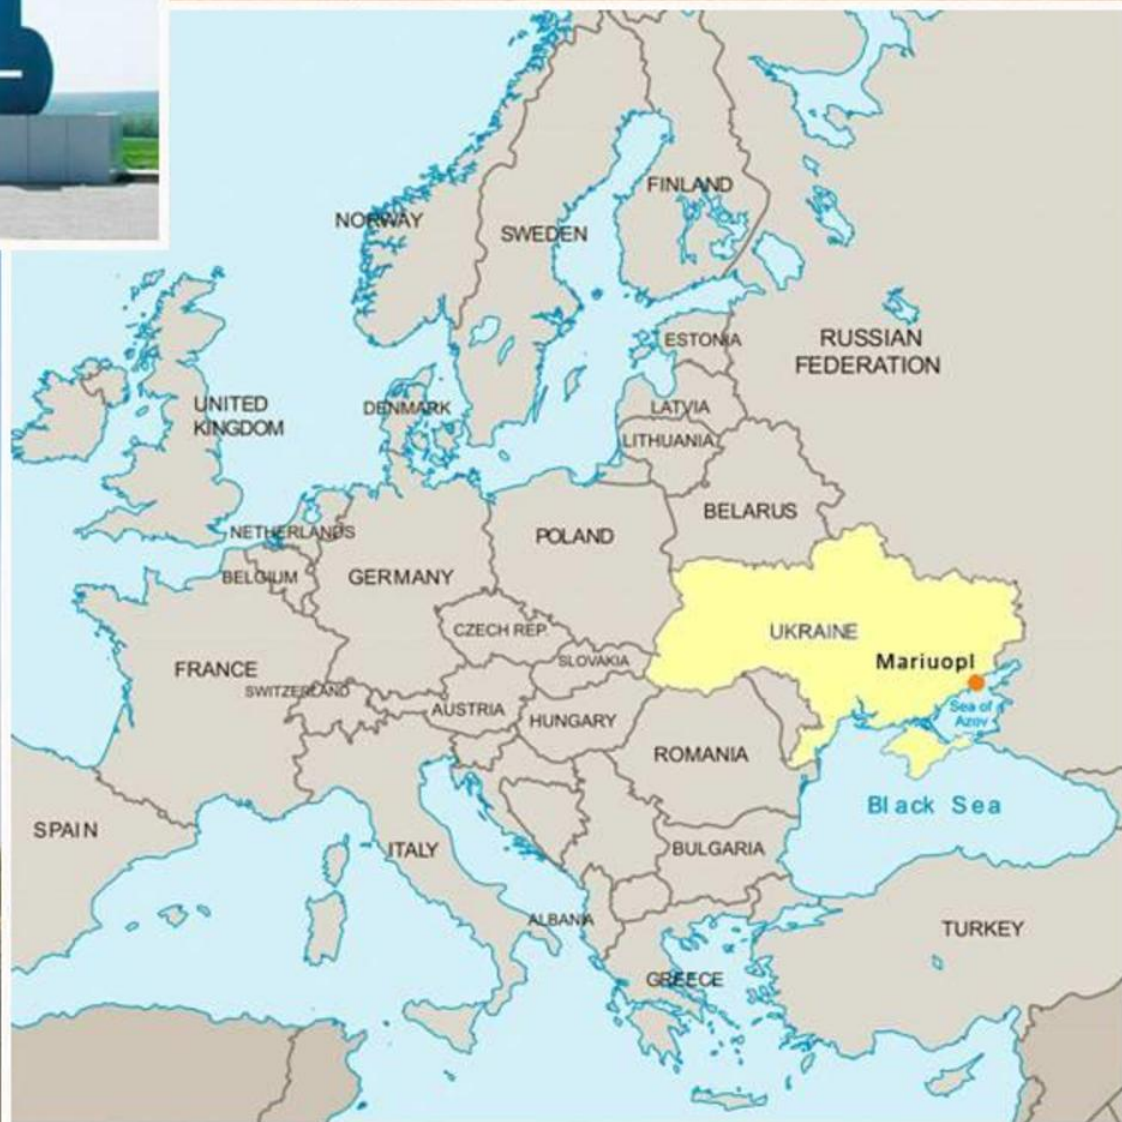 NORWAY
SWEDEN
FINLAND
ESTONIA
RUSSIAN
FEDERATION
UNITED
KINGDOM
DENMARK
LATVIA
LITHUANIA
BELARUS
NETHERLANDS
POLAND
BELGIUM
GERMANY
UKRAINE
CZECH REP.
SLOVAKIA
Mariuopl
FRANCE
SWITZERLAND
AUSTRIA
HUNGARY
Sea of
Azov
ROMANIA
Black Sea
SPAIN
ITALY
BULGARIA
ALBANIA
TURKEY
GREECE